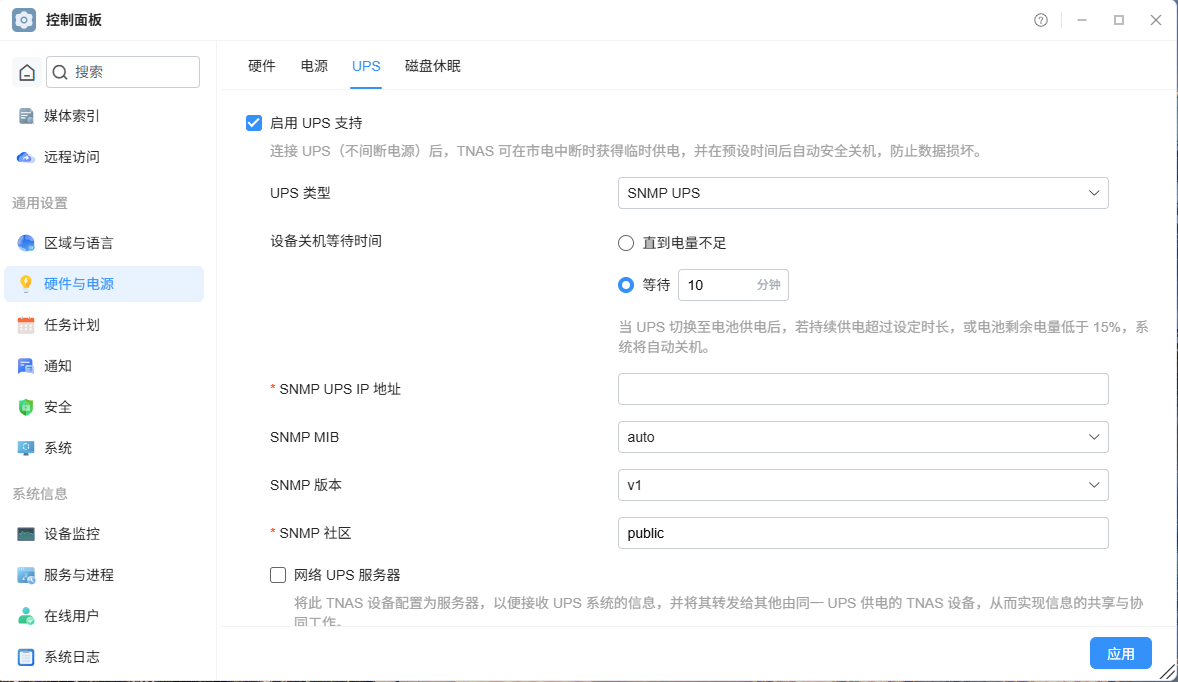 控制面板
搜索
媒体索引
远程访问
通用设置
区域与语言
硬件与电源
任务计划
通知
安全
系统
系统信息
设备监控
服务与进程
在线用户
系统日志
硬件 电源 UPS 磁盘休眠
启用 UPS 支持
连接 UPS（不间断电源）后，TNAS 可在市电中断时获得临时供电，并在预设时间后自动安全关机，防止数据损坏。
UPS 类型 SNMP UPS
设备关机等待时间 直到电量不足
等待 10 分钟
当 UPS 切换至电池供电后，若持续供电超过设定时长，或电池剩余电量低于 15%，系
统将自动关机。
* SNMP UPS IP 地址
SNMP MIB auto
SNMP 版本 v1
* SNMP 社区 public
网络 UPS 服务器
将此 TNAS 设备配置为服务器，以便接收 UPS 系统的信息，并将其转发给其他由同一 UPS 供电的 TNAS 设备，从而实现信息的共享与协
同工作。
应用